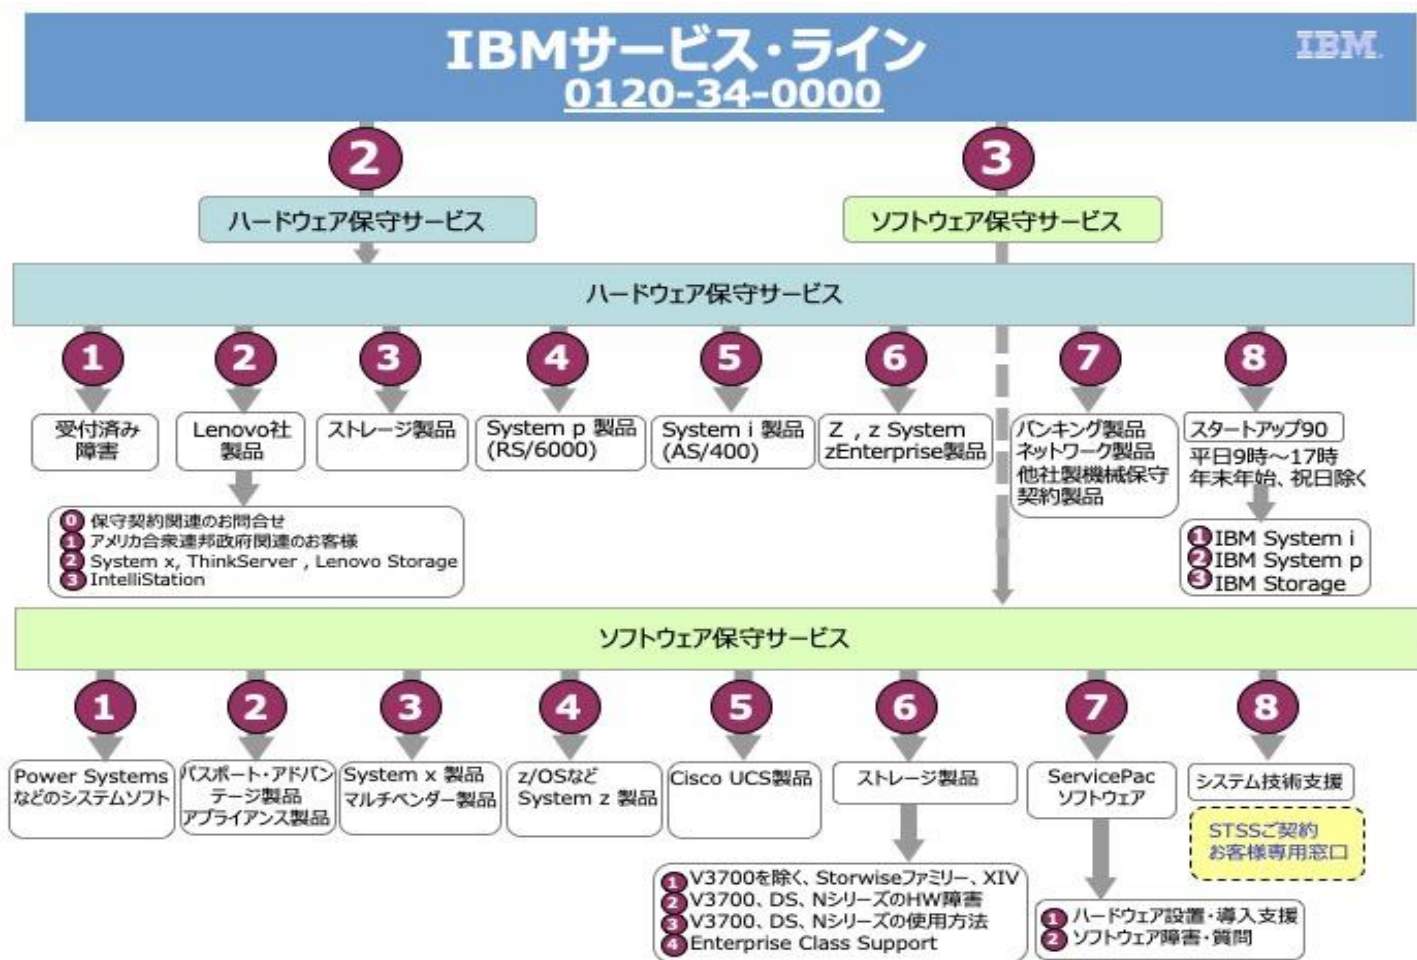 IBMサービス・ライン
IBM
0120-34-0000
2
3
ハードウェア保守サービス
ソフトウェア保守サービス
ハードウェア保守サービス
1
2
3
4
5
6
7
8
受付済み
障害
Lenovo社
製品
ストレージ製品
System p 製品
(RS/6000)
System i 製品
(AS/400)
Z , z System
zEnterprise製品
バンキング製品
ネットワーク製品
他社製機械保守
契約製品
スタートアップ90
平日9時～17時
年末年始、祝日除く
0 保守契約関連のお問合せ
1 アメリカ合衆連邦政府関連のお客様
2 System x, ThinkServer , Lenovo Storage
3 IntelliStation
1 IBM System i
2 IBM System p
3 IBM Storage
ソフトウェア保守サービス
1
2
3
4
5
6
7
8
Power Systems
などのシステムソフト
パスポート・アドバン
テージ製品
アプライアンス製品
System x 製品
マルチベンダー製品
z/OSなど
System z 製品
Cisco UCS製品
ストレージ製品
ServicePac
ソフトウェア
システム技術支援
STSSご契約
お客様専用窓口
1 V3700を除く、Storwiseファミリー、XIV
2 V3700、DS、NシリーズのHW障害
3 V3700、DS、Nシリーズの使用方法
4 Enterprise Class Support
1 ハードウェア設置・導入支援
2 ソフトウェア障害・質問